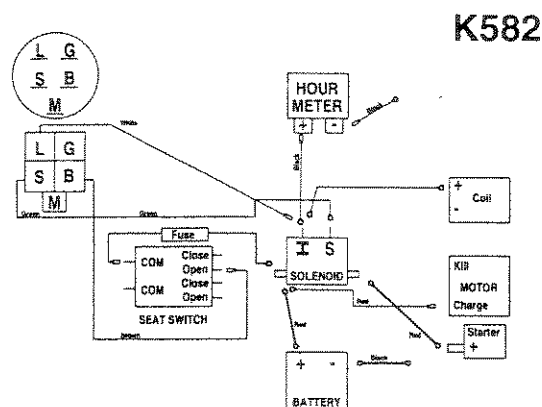 K582
L G
S B
M
White
L G
S B
M
HOUR
METER
+ -
Black
Black
+
-
Coil
Green
Green
Fuse
I S
SOLENOID
COM
Close
Open
COM
Close
Open
SEAT SWITCH
Brown
Kill
MOTOR
Charge
Red
Red
Red
Starter
+
+ -
Black
BATTERY